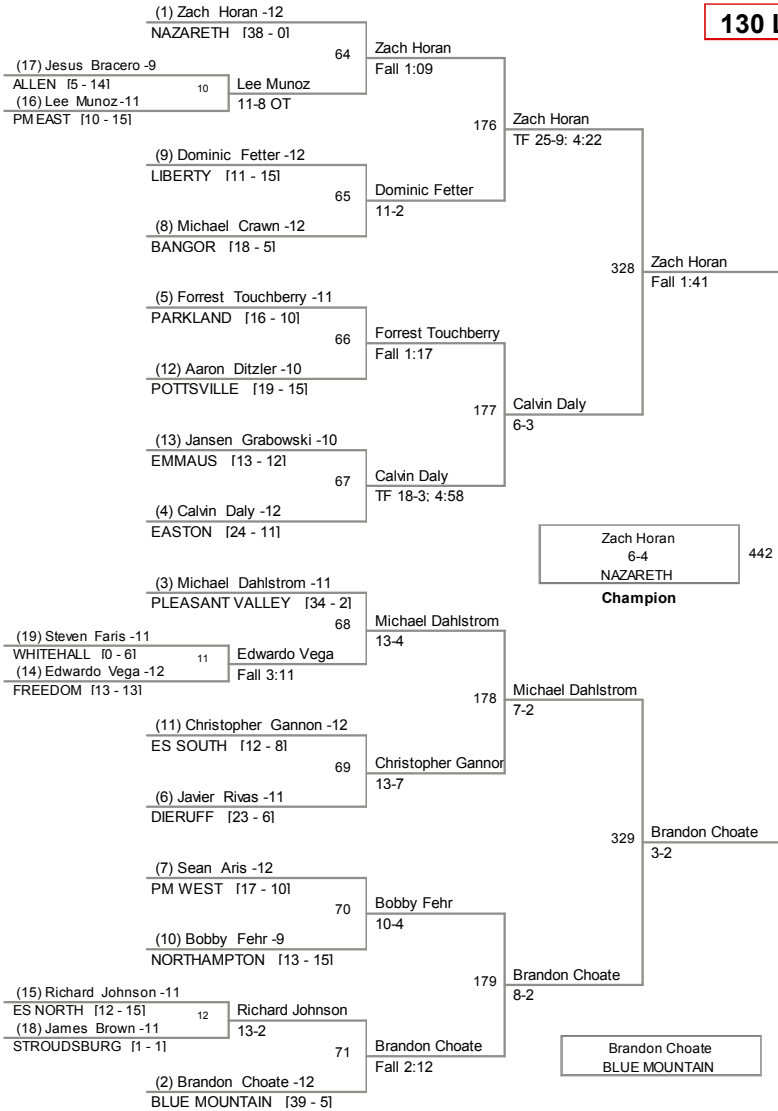 130 L
(1) Zach Horan -12
NAZARETH [38 - 0]
64
Zach Horan
Fall 1:09
(17) Jesus Bracero -9
ALLEN [5 - 14]
10
Lee Munoz
11-8 OT
(16) Lee Munoz -11
PM EAST [10 - 15]
176
Zach Horan
TF 25-9; 4:22
(9) Dominic Fetter -12
LIBERTY [11 - 15]
65
Dominic Fetter
11-2
(8) Michael Crawn -12
BANGOR [18 - 5]
328
Zach Horan
Fall 1:41
(5) Forrest Touchberry -11
PARKLAND [16 - 10]
66
Forrest Touchberry
Fall 1:17
(12) Aaron Ditzler -10
POTTSVILLE [19 - 15]
177
Calvin Daly
6-3
(13) Jansen Grabowski -10
EMMAUS [13 - 12]
67
Calvin Daly
TF 18-3; 4:58
(4) Calvin Daly -12
EASTON [24 - 11]
Zach Horan
6-4
NAZARETH
442
Champion
(3) Michael Dahlstrom -11
PLEASANT VALLEY [34 - 2]
68
Michael Dahlstrom
13-4
(19) Steven Faris -11
WHITEHALL [0 - 6]
11
Edwardo Vega
Fall 3:11
(14) Edwardo Vega -12
FREEDOM [13 - 13]
178
Michael Dahlstrom
7-2
(11) Christopher Gannon -12
ES SOUTH [12 - 8]
69
Christopher Gannon
13-7
(6) Javier Rivas -11
DIERUFF [23 - 6]
329
Brandon Choate
3-2
(7) Sean Aris -12
PM WEST [17 - 10]
70
Bobby Fehr
10-4
(10) Bobby Fehr -9
NORTHAMPTON [13 - 15]
179
Brandon Choate
8-2
(15) Richard Johnson -11
ES NORTH [12 - 15]
12
Richard Johnson
13-2
(18) James Brown -11
STROUDSBURG [1 - 1]
71
Brandon Choate
Fall 2:12
(2) Brandon Choate -12
BLUE MOUNTAIN [39 - 5]
Brandon Choate
BLUE MOUNTAIN